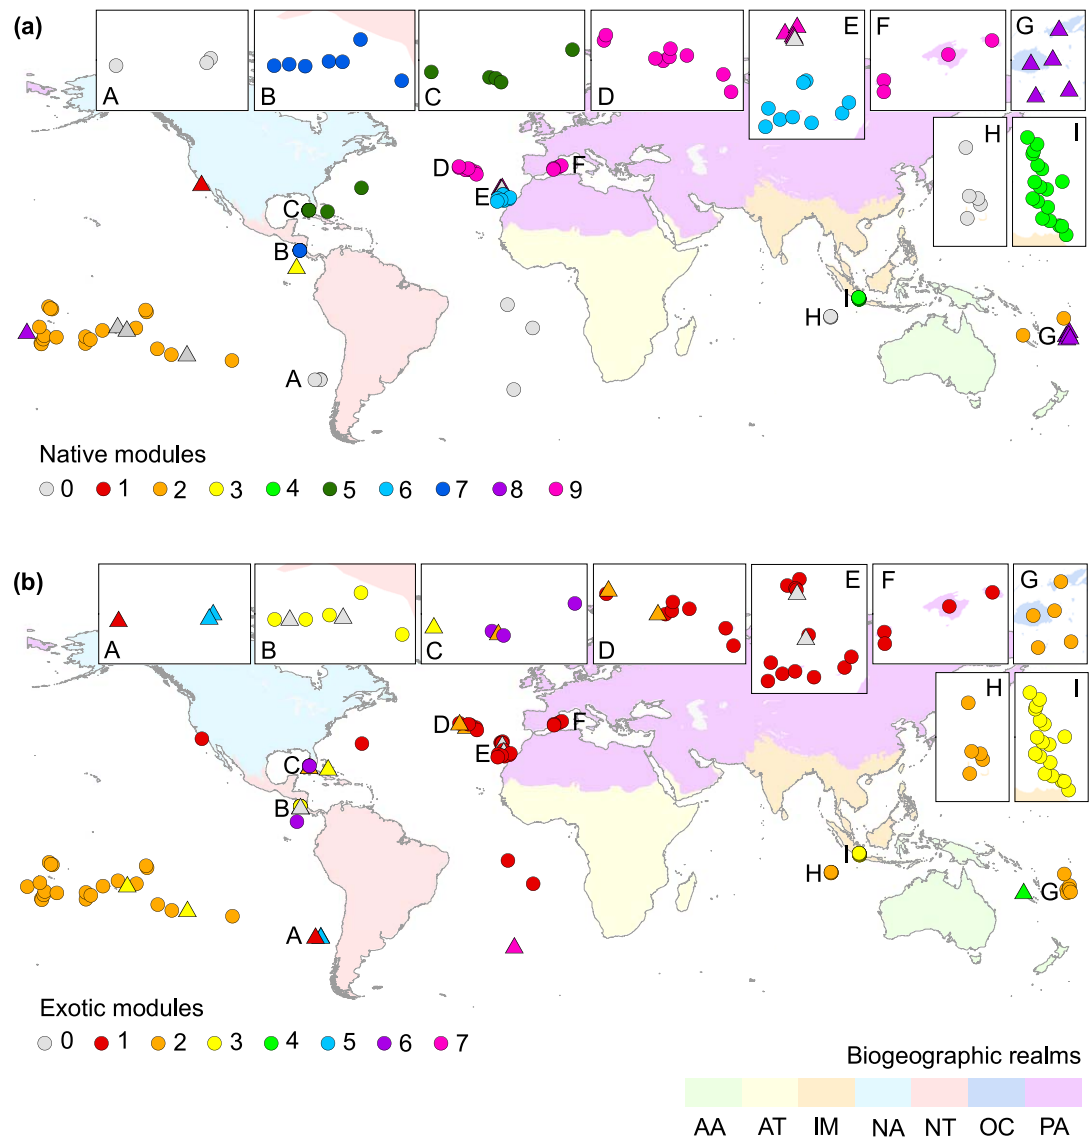 (a)
A
B
C
D
E
F
G
H
I
D
F
E
C
B
I
H
G
A
Native modules
0 1 2 3 4 5 6 7 8 9
(b)
A
B
C
D
E
F
G
H
I
D
F
E
C
B
I
H
G
A
Exotic modules
0 1 2 3 4 5 6 7
Biogeographic realms
AA AT IM NA NT OC PA